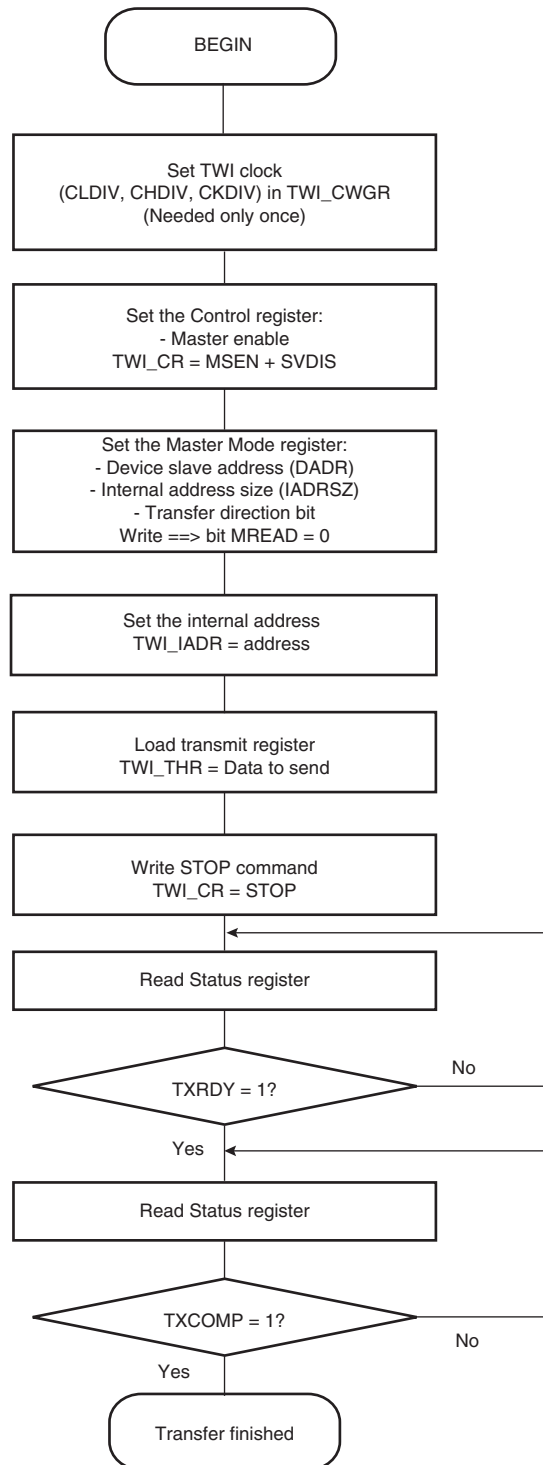 BEGIN
Set TWI clock
(CLDIV, CHDIV, CKDIV) in TWI_CWGR
(Needed only once)
Set the Control register:
- Master enable
TWI_CR = MSEN + SVDIS
Set the Master Mode register:
- Device slave address (DADR)
- Internal address size (IADRSZ)
- Transfer direction bit
Write ==> bit MREAD = 0
Set the internal address
TWI_IADR = address
Load transmit register
TWI_THR = Data to send
Write STOP command
TWI_CR = STOP
Read Status register
TXRDY = 1?
No
Yes
Read Status register
TXCOMP = 1?
No
Yes
Transfer finished